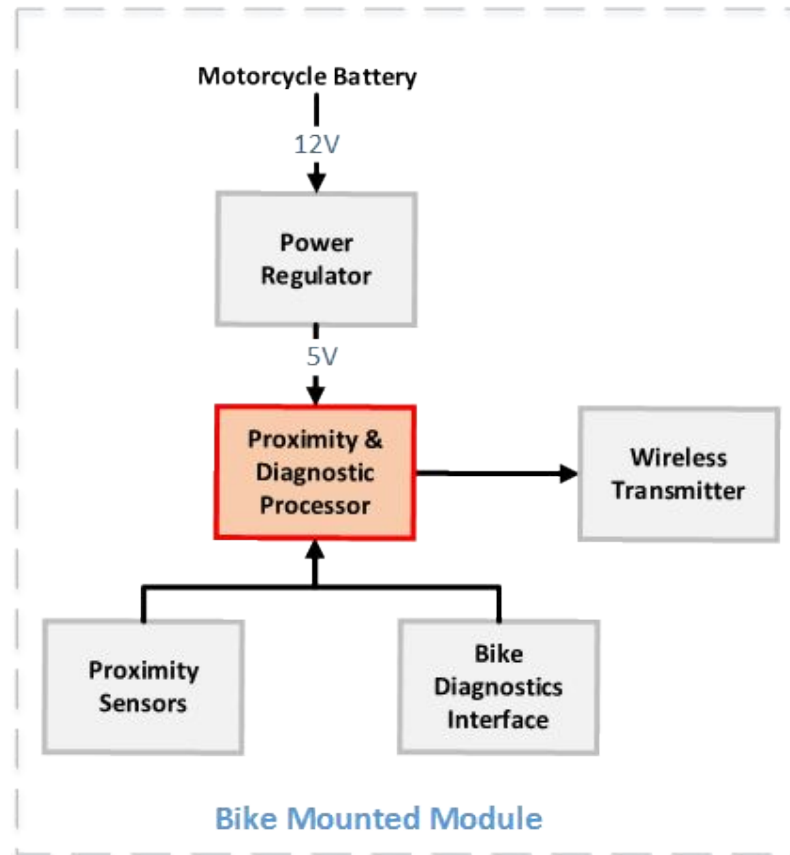 Motorcycle Battery
12V
Power
Regulator
5V
Proximity &
Diagnostic
Processor
Wireless
Transmitter
Proximity
Sensors
Bike
Diagnostics
Interface
Bike Mounted Module